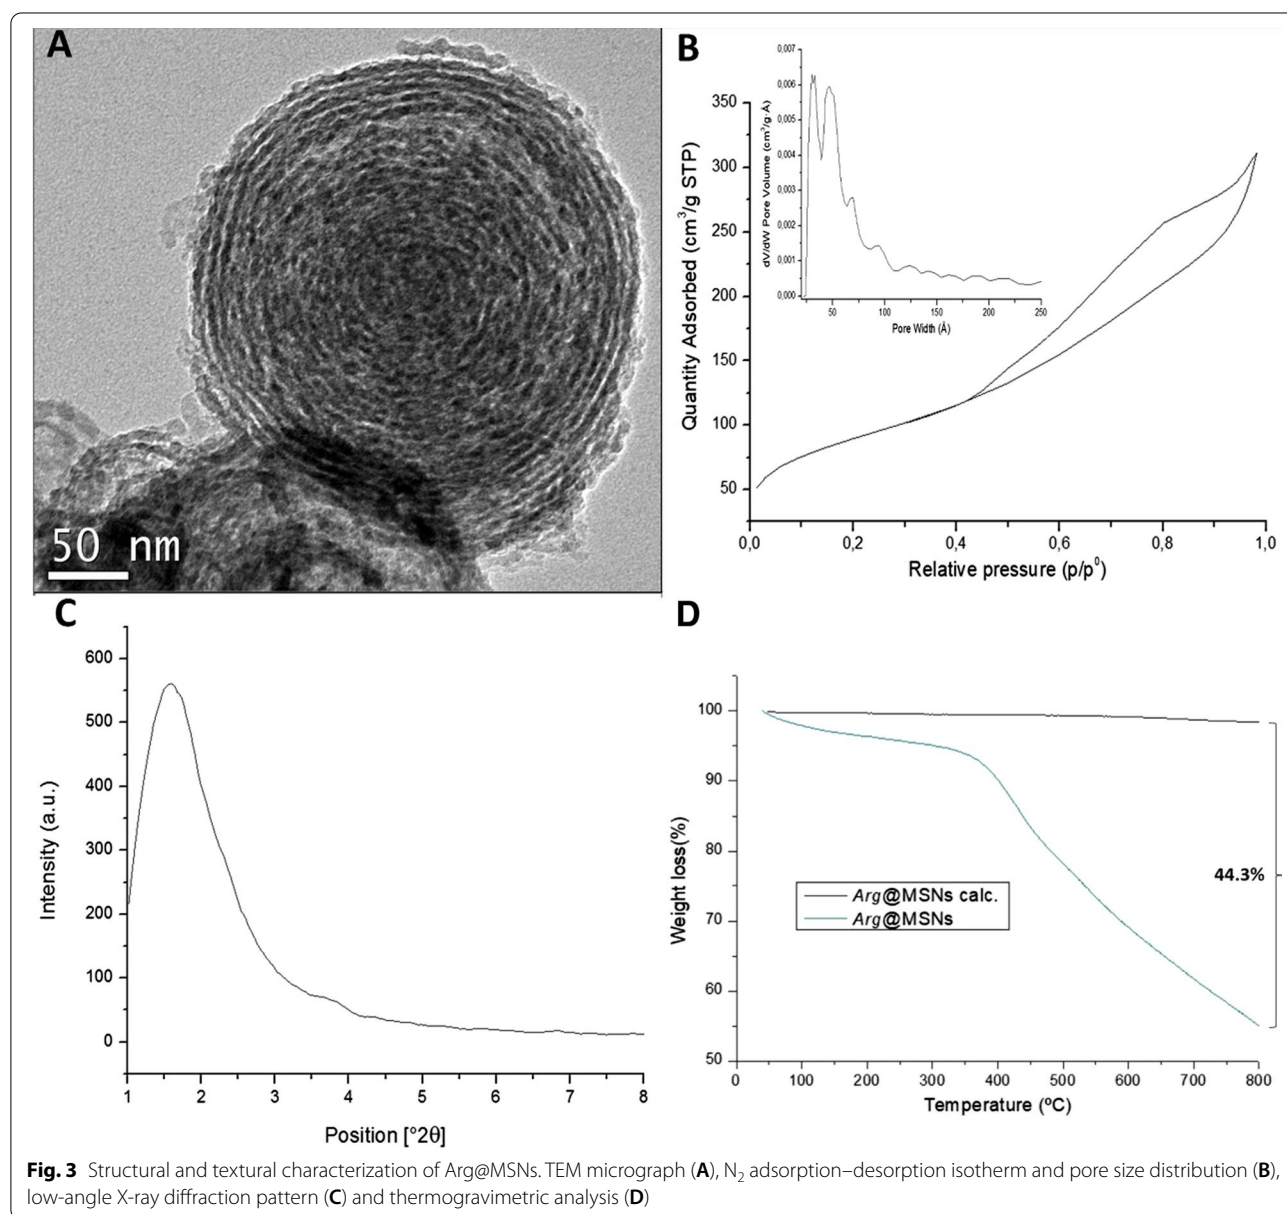 A
50 nm
B
Quantity Adsorbed (cm³/g STP)
350
300
250
200
150
100
50
0,0 0,2 0,4 0,6 0,8 1,0
Relative pressure (p/p⁰)
dV/dW Pore Volume (cm³/g·Å)
0,007
0,006
0,005
0,004
0,003
0,002
0,001
0,000
50 100 150 200 250
Pore Width (Å)
C
Intensity (a.u.)
600
500
400
300
200
100
0
1 2 3 4 5 6 7 8
Position [°2θ]
D
Weight loss(%)
100
90
80
70
60
50
0 100 200 300 400 500 600 700 800
Temperature (ºC)
Arg@MSNs calc.
Arg@MSNs
44.3%
Fig. 3 Structural and textural characterization of Arg@MSNs. TEM micrograph (A), N₂ adsorption–desorption isotherm and pore size distribution (B),
low-angle X-ray diffraction pattern (C) and thermogravimetric analysis (D)